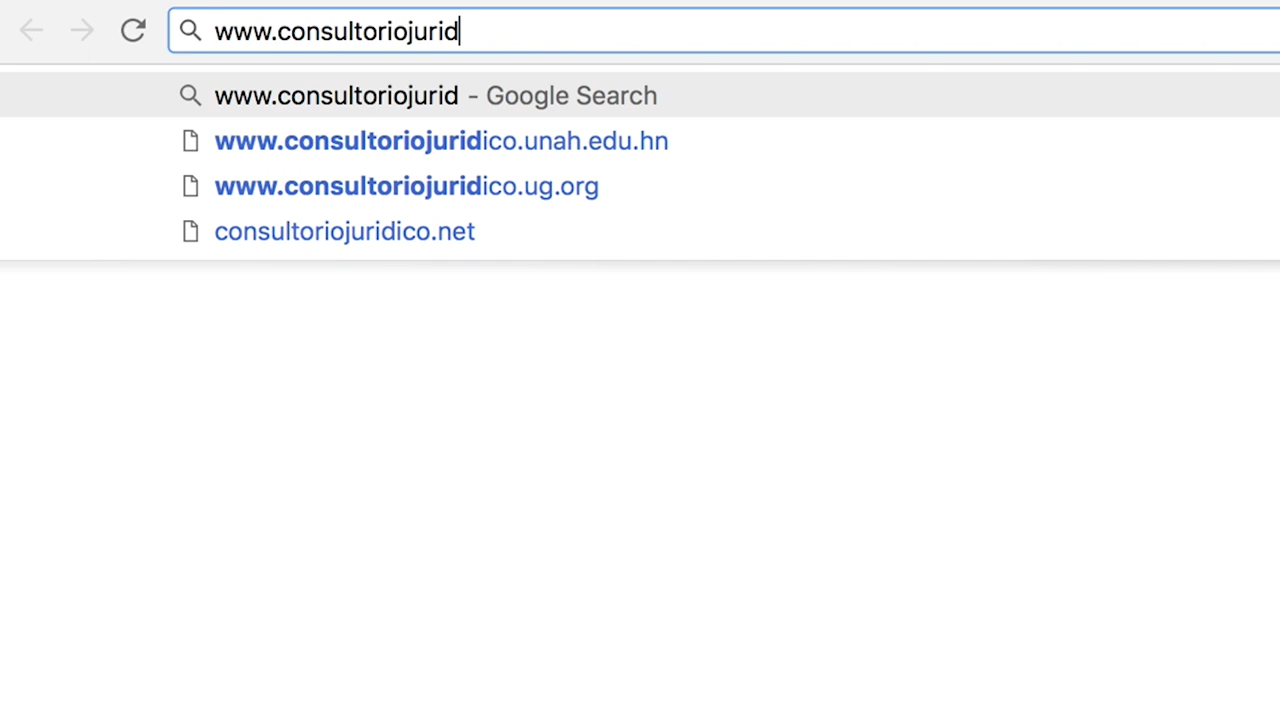 www.consultoriojurid
www.consultoriojurid - Google Search
www.consultoriojuridico.unah.edu.hn
www.consultoriojuridico.ug.org
consultoriojuridico.net